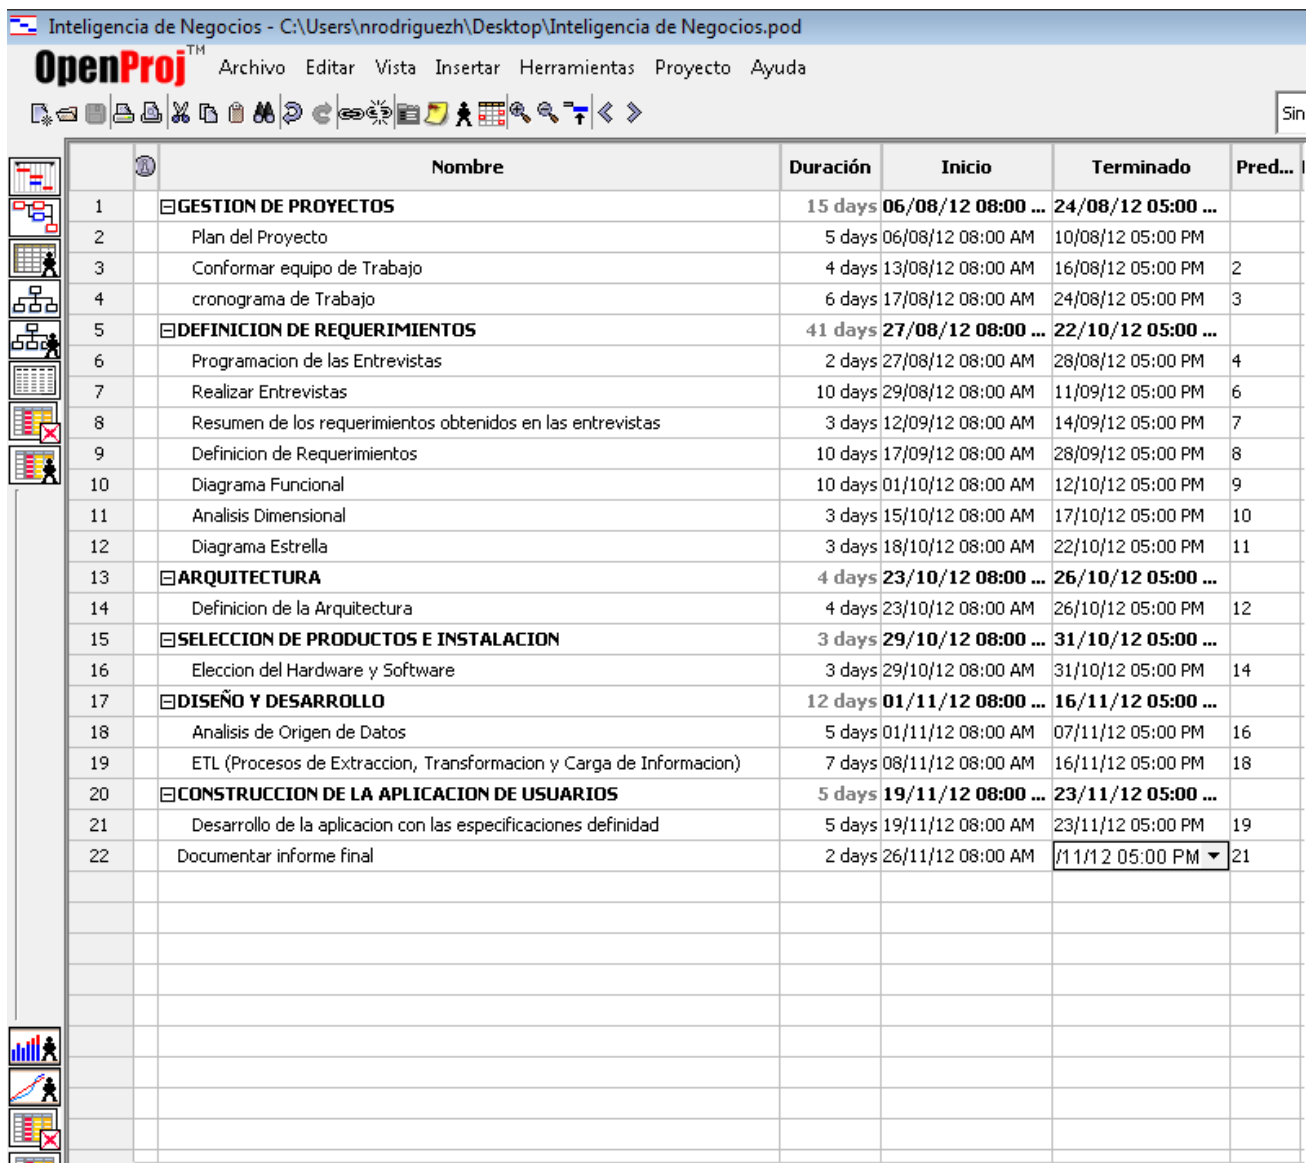 Inteligencia de Negocios - C:\Users\nrodriguezh\Desktop\Inteligencia de Negocios.pod
OpenProj™ Archivo Editar Vista Insertar Herramientas Proyecto Ayuda
Sin
Nombre Duración Inicio Terminado Pred...
1 GESTION DE PROYECTOS 15 days 06/08/12 08:00 ... 24/08/12 05:00 ...
2 Plan del Proyecto 5 days 06/08/12 08:00 AM 10/08/12 05:00 PM
3 Conformar equipo de Trabajo 4 days 13/08/12 08:00 AM 16/08/12 05:00 PM 2
4 cronograma de Trabajo 6 days 17/08/12 08:00 AM 24/08/12 05:00 PM 3
5 DEFINICION DE REQUERIMIENTOS 41 days 27/08/12 08:00 ... 22/10/12 05:00 ...
6 Programacion de las Entrevistas 2 days 27/08/12 08:00 AM 28/08/12 05:00 PM 4
7 Realizar Entrevistas 10 days 29/08/12 08:00 AM 11/09/12 05:00 PM 6
8 Resumen de los requerimientos obtenidos en las entrevistas 3 days 12/09/12 08:00 AM 14/09/12 05:00 PM 7
9 Definicion de Requerimientos 10 days 17/09/12 08:00 AM 28/09/12 05:00 PM 8
10 Diagrama Funcional 10 days 01/10/12 08:00 AM 12/10/12 05:00 PM 9
11 Analisis Dimensional 3 days 15/10/12 08:00 AM 17/10/12 05:00 PM 10
12 Diagrama Estrella 3 days 18/10/12 08:00 AM 22/10/12 05:00 PM 11
13 ARQUITECTURA 4 days 23/10/12 08:00 ... 26/10/12 05:00 ...
14 Definicion de la Arquitectura 4 days 23/10/12 08:00 AM 26/10/12 05:00 PM 12
15 SELECCION DE PRODUCTOS E INSTALACION 3 days 29/10/12 08:00 ... 31/10/12 05:00 ...
16 Eleccion del Hardware y Software 3 days 29/10/12 08:00 AM 31/10/12 05:00 PM 14
17 DISEÑO Y DESARROLLO 12 days 01/11/12 08:00 ... 16/11/12 05:00 ...
18 Analisis de Origen de Datos 5 days 01/11/12 08:00 AM 07/11/12 05:00 PM 16
19 ETL (Procesos de Extraccion, Transformacion y Carga de Informacion) 7 days 08/11/12 08:00 AM 16/11/12 05:00 PM 18
20 CONSTRUCCION DE LA APLICACION DE USUARIOS 5 days 19/11/12 08:00 ... 23/11/12 05:00 ...
21 Desarrollo de la aplicacion con las especificaciones definidad 5 days 19/11/12 08:00 AM 23/11/12 05:00 PM 19
22 Documentar informe final 2 days 26/11/12 08:00 AM /11/12 05:00 PM 21